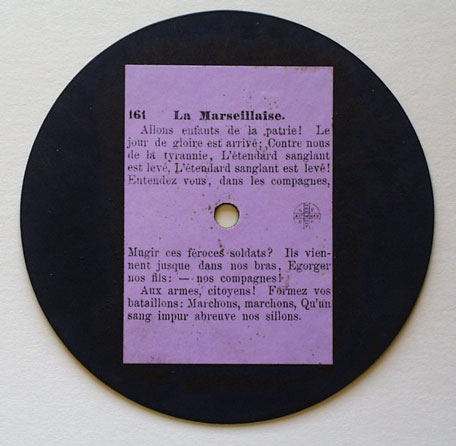 161 La Marseillaise.
Allons enfants de la patrie! Le
jour de gloire est arrivé; Contre nous
de la tyrannie, L'étendard sanglant
est levé, L'étendard sanglant est levé!
Entendez vous, dans les compagnes,
Mugir ces féroces soldats? Ils vien-
nent jusque dans nos bras, Egorger
nos fils; — nos compagnes!
Aux armes, citoyens! Formez vos
bataillons: Marchons, marchons, Qu'un
sang impur abreuve nos sillons.